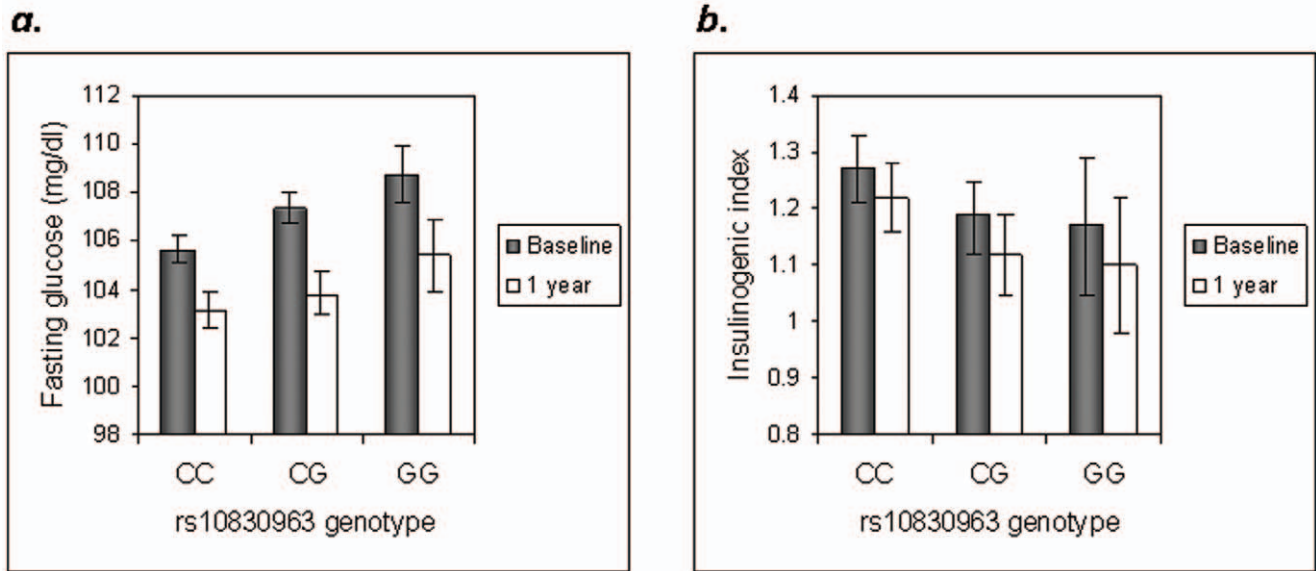 a.
Fasting glucose (mg/dl)
112
110
108
106
104
102
100
98
CC CG GG
rs10830963 genotype
Baseline
1 year
b.
Insulinogenic index
1.4
1.3
1.2
1.1
1
0.9
0.8
CC CG GG
rs10830963 genotype
Baseline
1 year